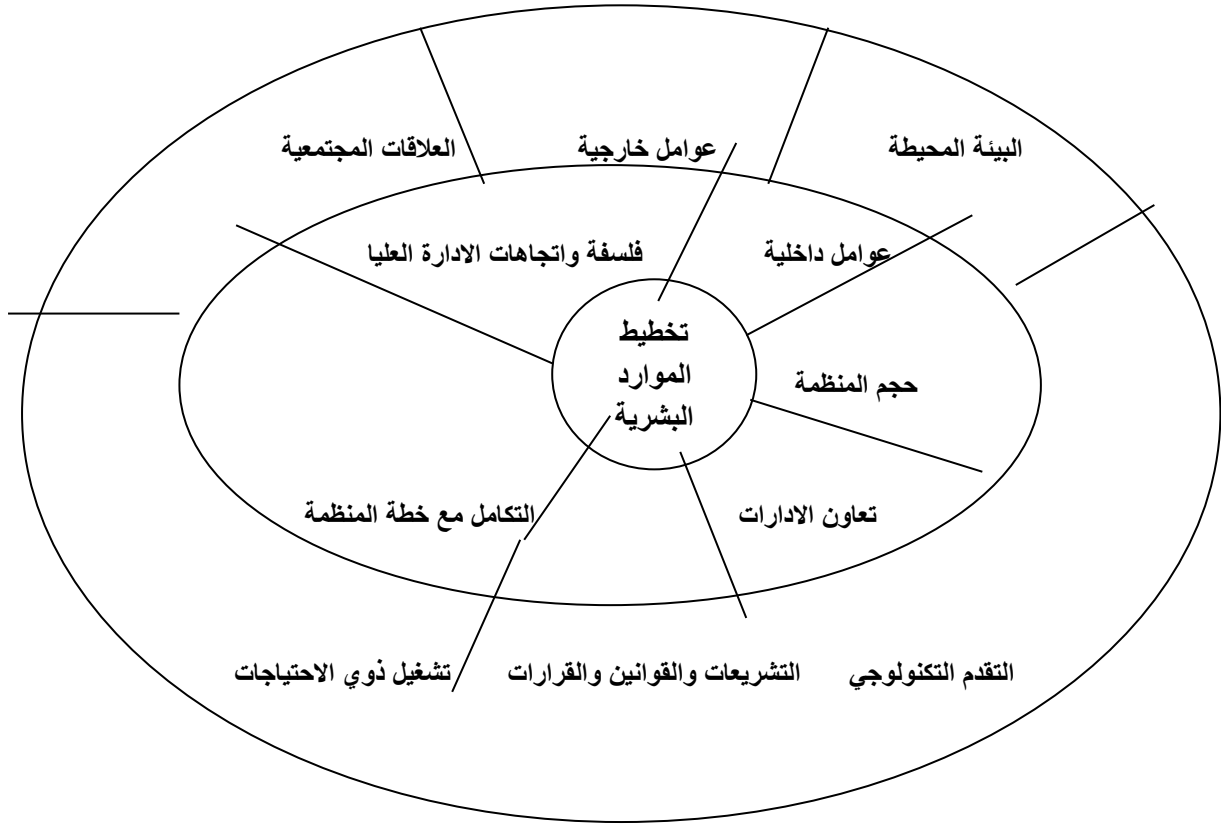 البيئة المحيطة
عوامل خارجية
العلاقات المجتمعية
عوامل داخلية
فلسفة واتجاهات الادارة العليا
تخطيط
الموارد
البشرية
حجم المنظمة
تعاون الادارات
التكامل مع خطة المنظمة
التقدم التكنولوجي
التشريعات والقوانين والقرارات
تشغيل ذوي الاحتياجات